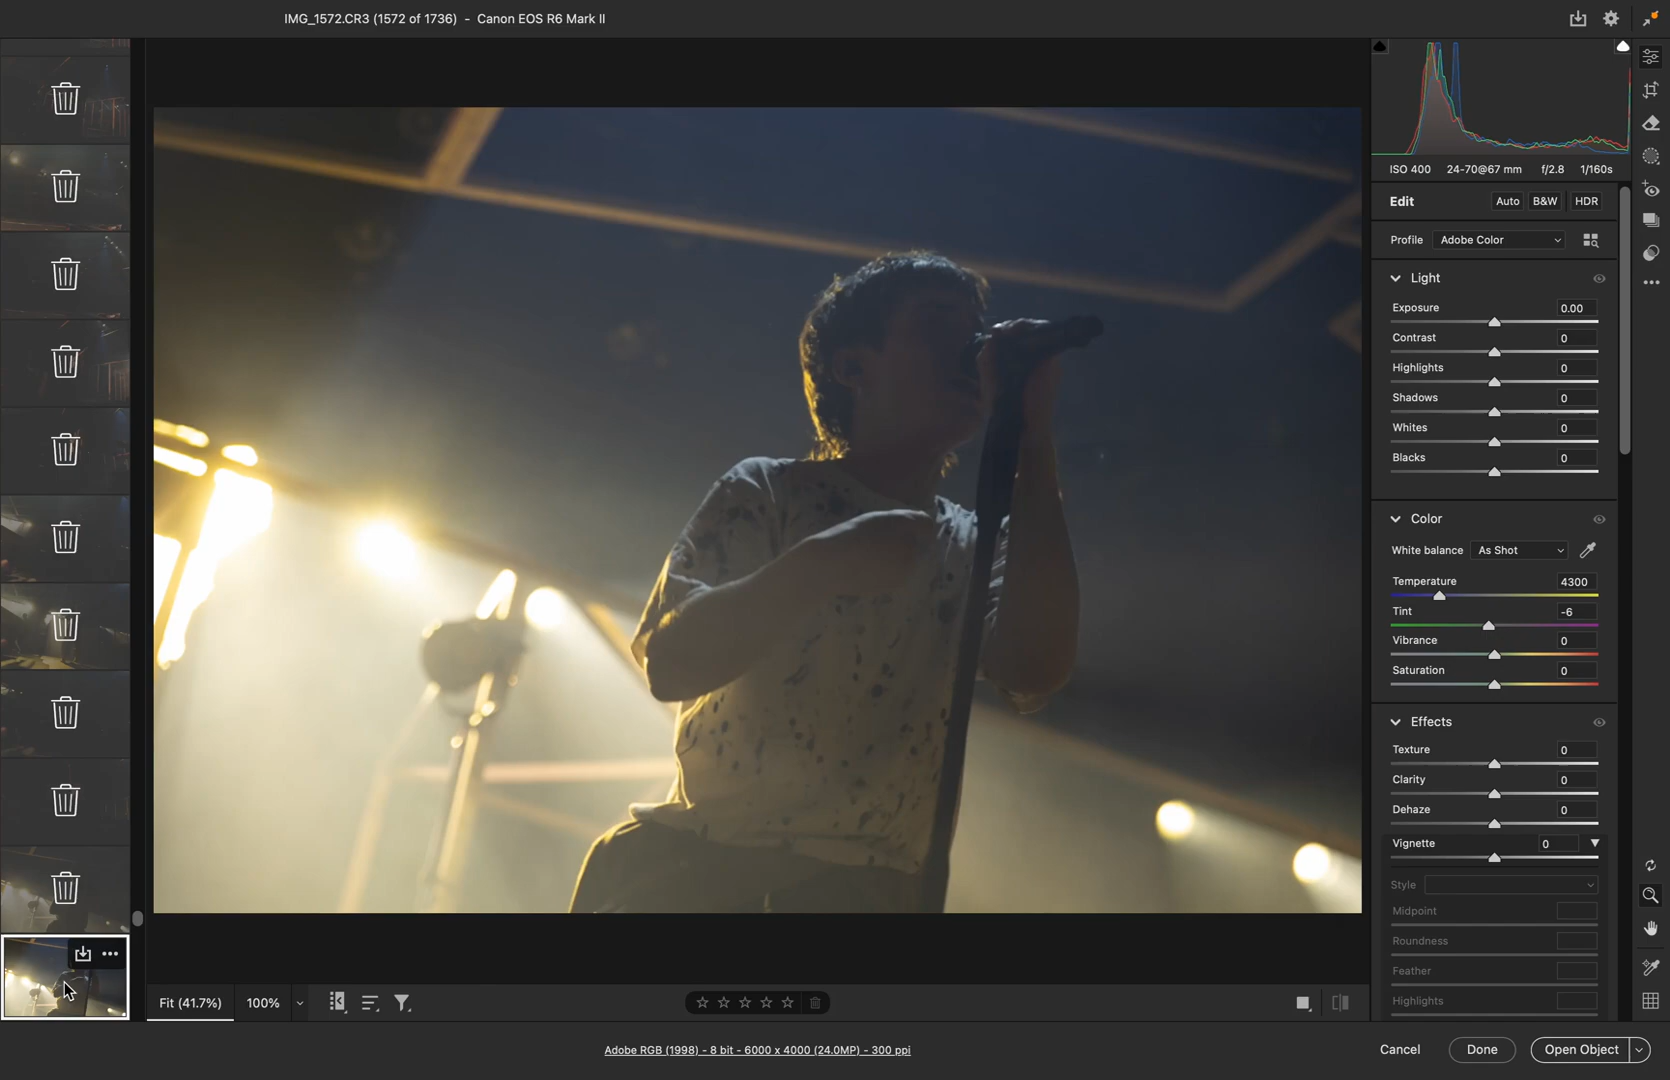 IMG_1572.CR3 (1572 of 1736) - Canon EOS R6 Mark II
ISO 400 24-70@67 mm f/2.8 1/160s
Edit Auto B&W HDR
Profile Adobe Color
Light
Exposure 0.00
Contrast 0
Highlights 0
Shadows 0
Whites 0
Blacks 0
Color
White balance As Shot
Temperature 4300
Tint -6
Vibrance 0
Saturation 0
Effects
Texture 0
Clarity 0
Dehaze 0
Vignette 0
Style
Midpoint
Roundness
Feather
Highlights
Fit (41.7%) 100%
Adobe RGB (1998) - 8 bit - 6000 x 4000 (24.0MP) - 300 ppi
Cancel Done Open Object